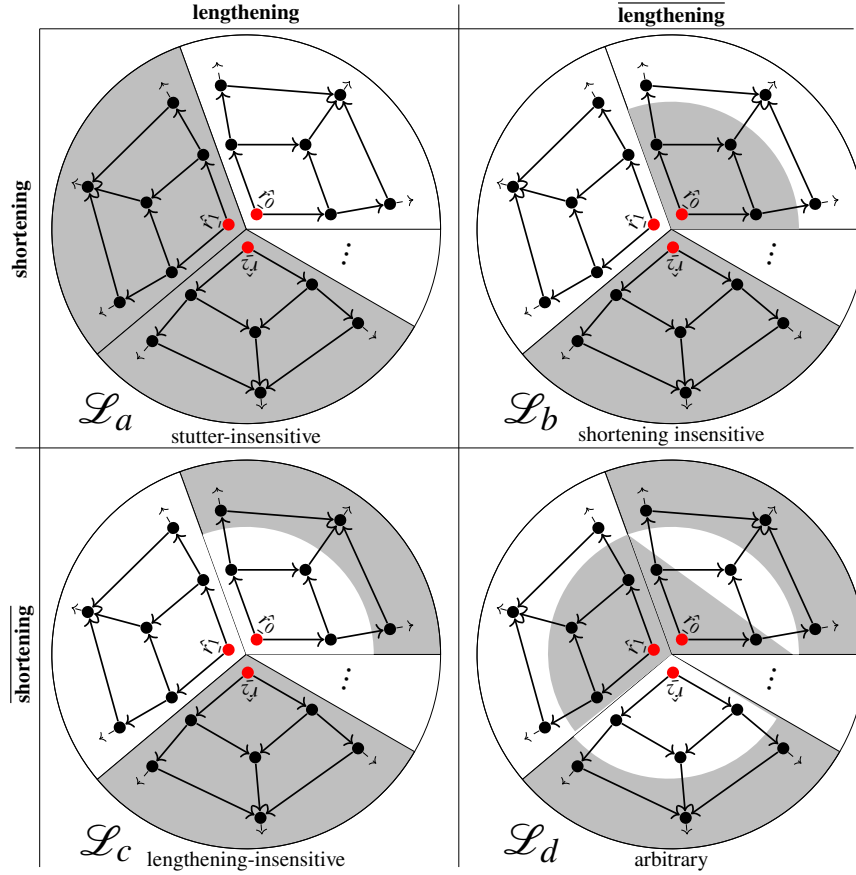 lengthening
lengthening
shortening
r̂0
r̂1
r̂2
⋮
ℒa
stutter-insensitive
r̂0
r̂1
r̂2
⋮
ℒb
shortening insensitive
shortening
r̂0
r̂1
r̂2
⋮
ℒc
lengthening-insensitive
r̂0
r̂1
r̂2
⋮
ℒd
arbitrary